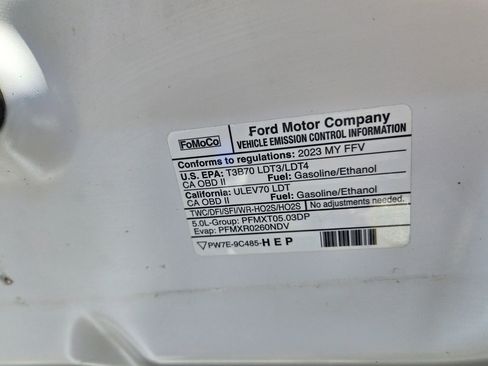 FoMoCo
Ford Motor Company
VEHICLE EMISSION CONTROL INFORMATION
Conforms to regulations: 2023 MY FFV
U.S. EPA: T3B70 LDT3/LDT4
CA OBD II Fuel: Gasoline/Ethanol
California: ULEV70 LDT
CA OBD II Fuel: Gasoline/Ethanol
TWC/DFI/SFI/WR-HO2S/HO2S No adjustments needed.
5.0L-Group: PFMXT05.03DP
Evap: PFMXR0260NDV
PW7E-9C485-HEP